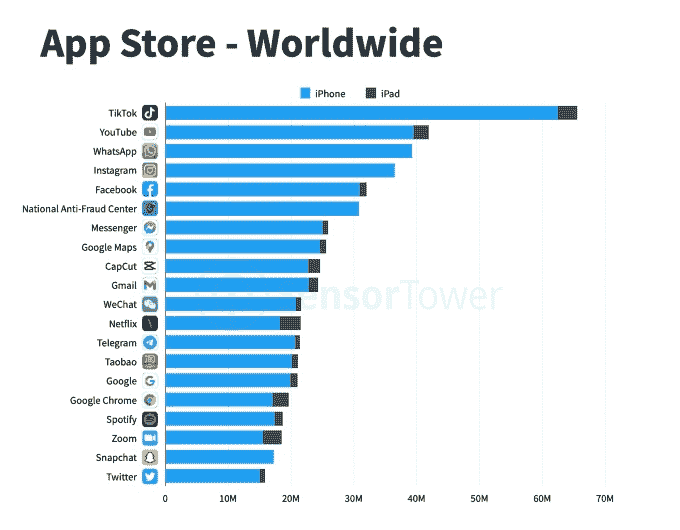 App Store - Worldwide
iPhone iPad
TikTok
YouTube
WhatsApp
Instagram
Facebook
National Anti-Fraud Center
Messenger
Google Maps
CapCut
Gmail
WeChat
SensorTower
Netflix
Telegram
Taobao
Google
Google Chrome
Spotify
Zoom
Snapchat
Twitter
0 10M 20M 30M 40M 50M 60M 70M